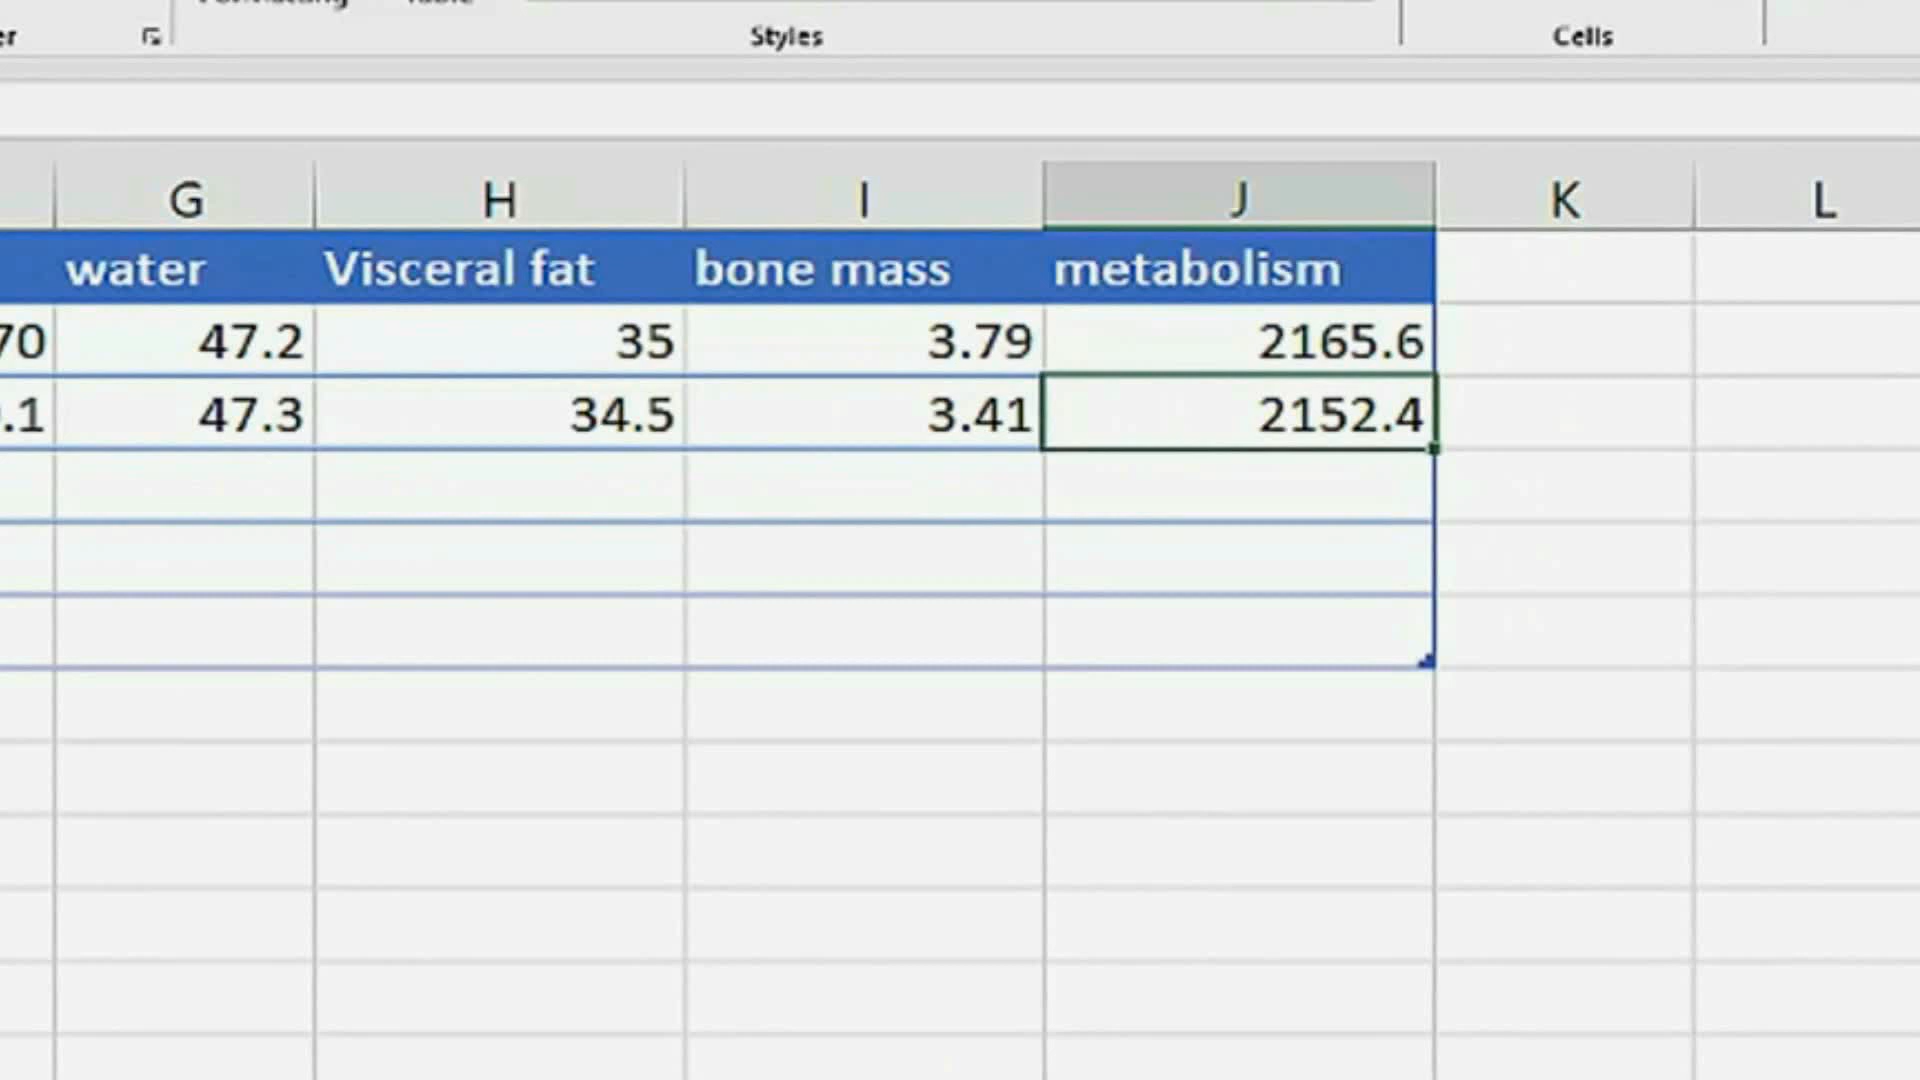 Styles Cells
G H I J K L
water Visceral fat bone mass metabolism
70 47.2 35 3.79 2165.6
.1 47.3 34.5 3.41 2152.4